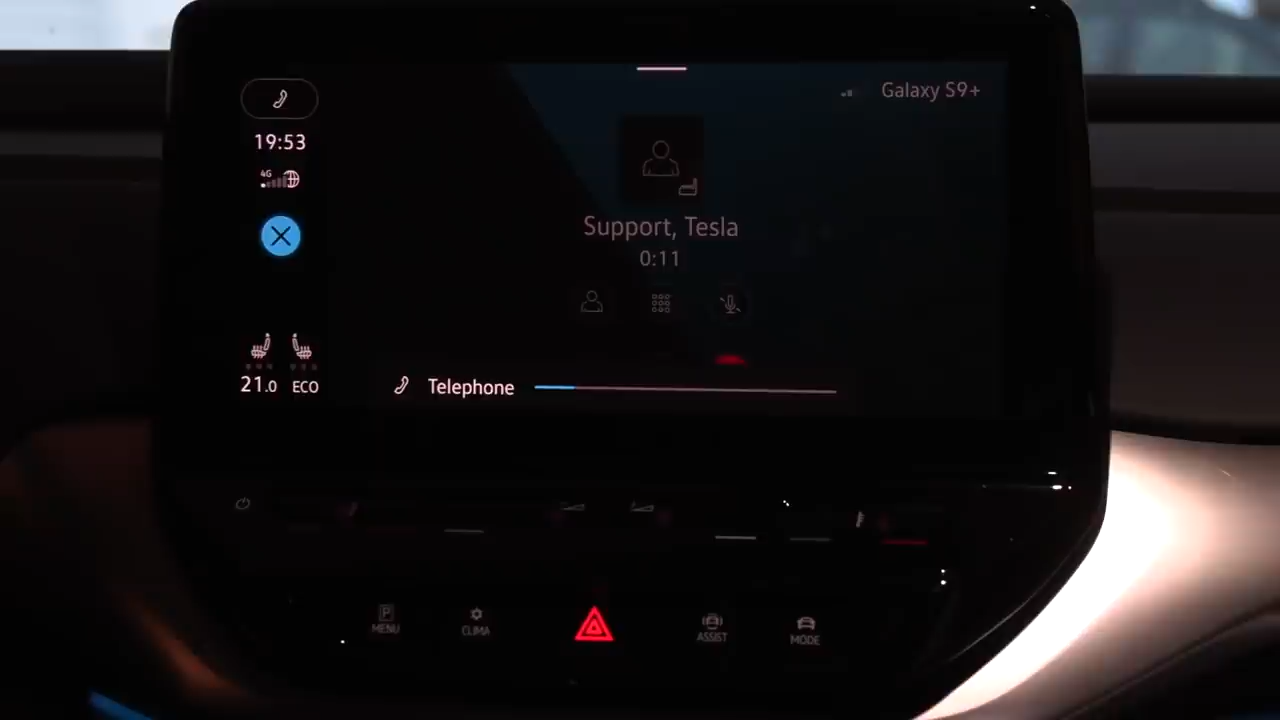 Galaxy S9+
19:53
4G
Support, Tesla
0:11
21.0 ECO
Telephone
P
MENU
CLIMA
ASSIST
MODE